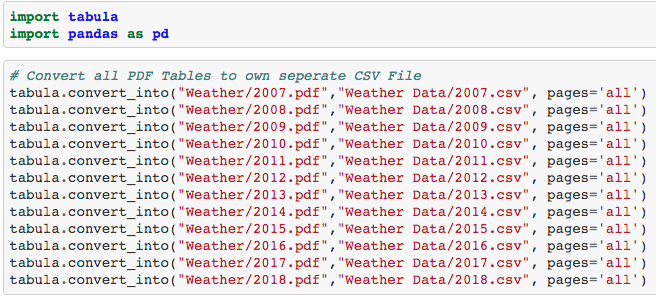 import tabula
import pandas as pd
# Convert all PDF Tables to own seperate CSV File
tabula.convert_into("Weather/2007.pdf","Weather Data/2007.csv", pages='all')
tabula.convert_into("Weather/2008.pdf","Weather Data/2008.csv", pages='all')
tabula.convert_into("Weather/2009.pdf","Weather Data/2009.csv", pages='all')
tabula.convert_into("Weather/2010.pdf","Weather Data/2010.csv", pages='all')
tabula.convert_into("Weather/2011.pdf","Weather Data/2011.csv", pages='all')
tabula.convert_into("Weather/2012.pdf","Weather Data/2012.csv", pages='all')
tabula.convert_into("Weather/2013.pdf","Weather Data/2013.csv", pages='all')
tabula.convert_into("Weather/2014.pdf","Weather Data/2014.csv", pages='all')
tabula.convert_into("Weather/2015.pdf","Weather Data/2015.csv", pages='all')
tabula.convert_into("Weather/2016.pdf","Weather Data/2016.csv", pages='all')
tabula.convert_into("Weather/2017.pdf","Weather Data/2017.csv", pages='all')
tabula.convert_into("Weather/2018.pdf","Weather Data/2018.csv", pages='all')